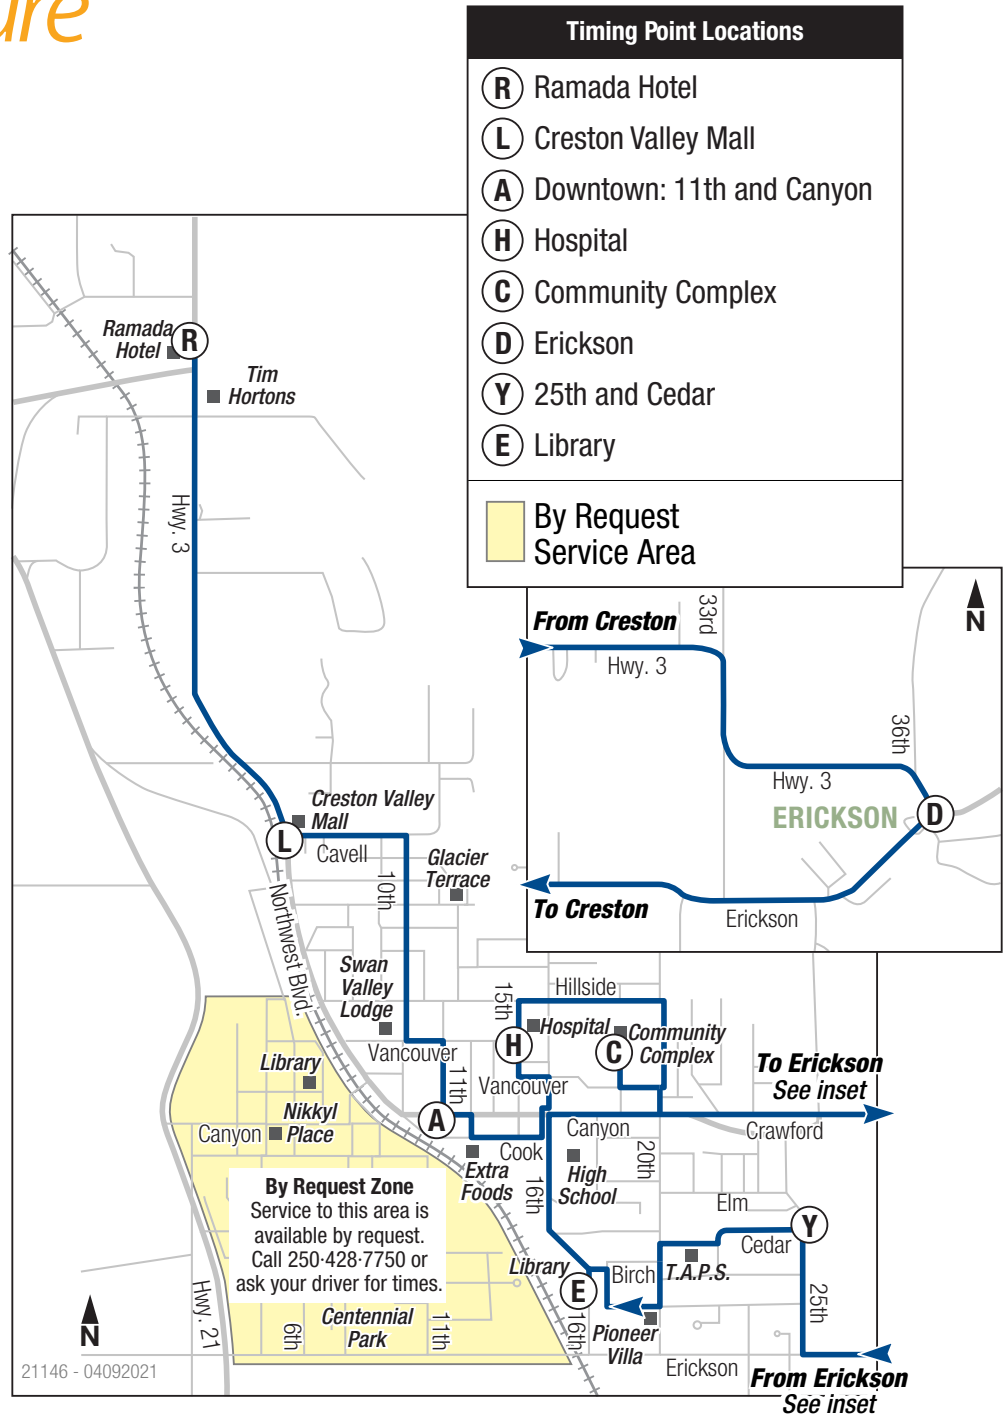 ure
Timing Point Locations
R Ramada Hotel
L Creston Valley Mall
A Downtown: 11th and Canyon
H Hospital
C Community Complex
D Erickson
Y 25th and Cedar
E Library
By Request
Service Area
Ramada
Hotel
R
Tim
Hortons
Hwy. 3
From Creston
Hwy. 3
33rd
N
36th
Hwy. 3
ERICKSON
D
To Creston
Erickson
Creston Valley
Mall
L
Cavell
10th
Glacier
Terrace
Northwest Blvd.
Swan
Valley
Lodge
Vancouver
11th
A
15th
Hillside
Hospital
H
Community
Complex
C
Vancouver
To Erickson
See inset
Canyon
Crawford
Cook
Extra
Foods
16th
High
School
20th
Library
Nikkyl
Place
Canyon
By Request Zone
Service to this area is
available by request.
Call 250·428·7750 or
ask your driver for times.
Elm
Y
Cedar
T.A.P.S.
Library
E
Birch
25th
16th
Pioneer
Villa
Erickson
From Erickson
See inset
Centennial
Park
6th
11th
Hwy. 21
N
21146 - 04092021